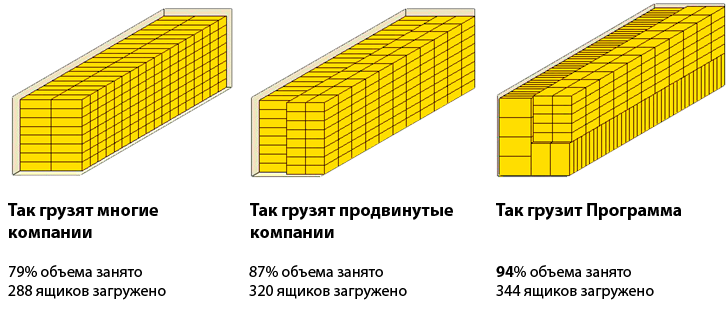 Так грузят многие
компании
79% объема занято
288 ящиков загружено
Так грузят продвинутые
компании
87% объема занято
320 ящиков загружено
Так грузит Программа
94% объема занято
344 ящиков загружено